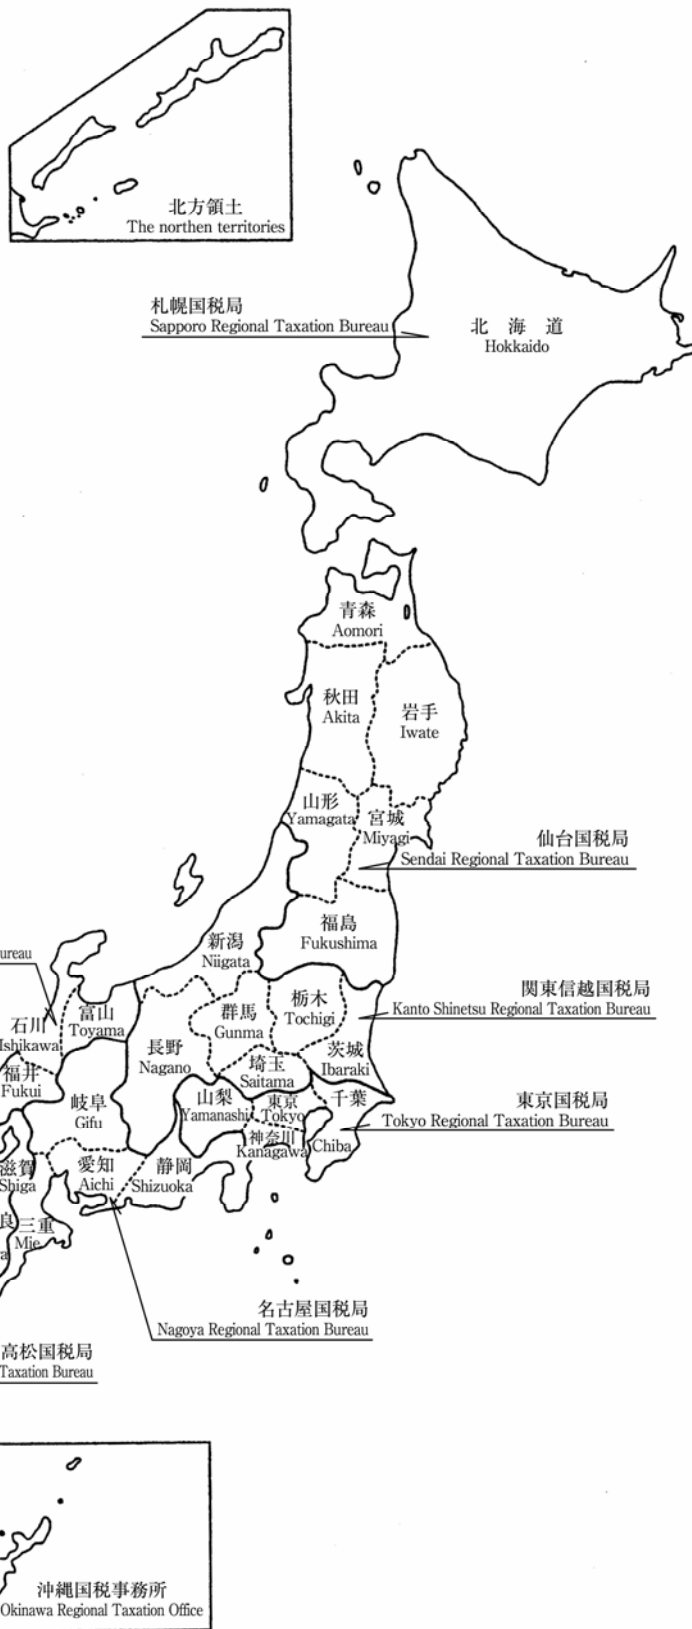 北方領土
The northen territories
札幌国税局
Sapporo Regional Taxation Bureau
北 海 道
Hokkaido
青森
Aomori
秋田
Akita
岩手
Iwate
山形
Yamagata
宮城
Miyagi
仙台国税局
Sendai Regional Taxation Bureau
福島
Fukushima
新潟
Niigata
ureau
関東信越国税局
Kanto Shinetsu Regional Taxation Bureau
石川
Ishikawa
富山
Toyama
群馬
Gunma
栃木
Tochigi
長野
Nagano
茨城
Ibaraki
埼玉
Saitama
福井
Fukui
岐阜
Gifu
山梨
Yamanashi
東京
Tokyo
千葉
Chiba
東京国税局
Tokyo Regional Taxation Bureau
神奈川
Kanagawa
滋賀
Shiga
愛知
Aichi
静岡
Shizuoka
良
a
三重
Mie
名古屋国税局
Nagoya Regional Taxation Bureau
高松国税局
Taxation Bureau
沖縄国税事務所
Okinawa Regional Taxation Office